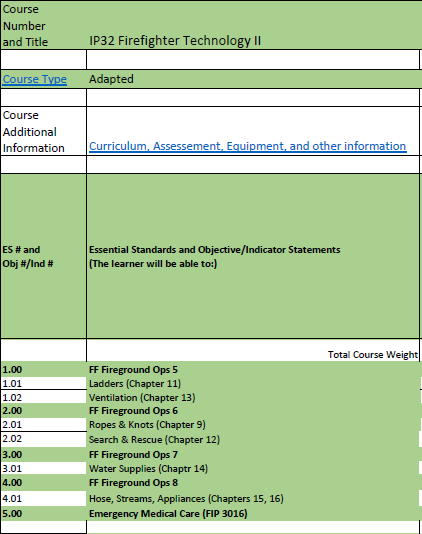 Course
Number
and Title IP32 Firefighter Technology II
Course Type Adapted
Course
Additional
Information Curriculum, Assessement, Equipment, and other information
ES # and Essential Standards and Objective/Indicator Statements
Obj #/Ind # (The learner will be able to:)
Total Course Weight
1.00 FF Fireground Ops 5
1.01 Ladders (Chapter 11)
1.02 Ventilation (Chapter 13)
2.00 FF Fireground Ops 6
2.01 Ropes & Knots (Chapter 9)
2.02 Search & Rescue (Chapter 12)
3.00 FF Fireground Ops 7
3.01 Water Supplies (Chaptr 14)
4.00 FF Fireground Ops 8
4.01 Hose, Streams, Appliances (Chapters 15, 16)
5.00 Emergency Medical Care (FIP 3016)